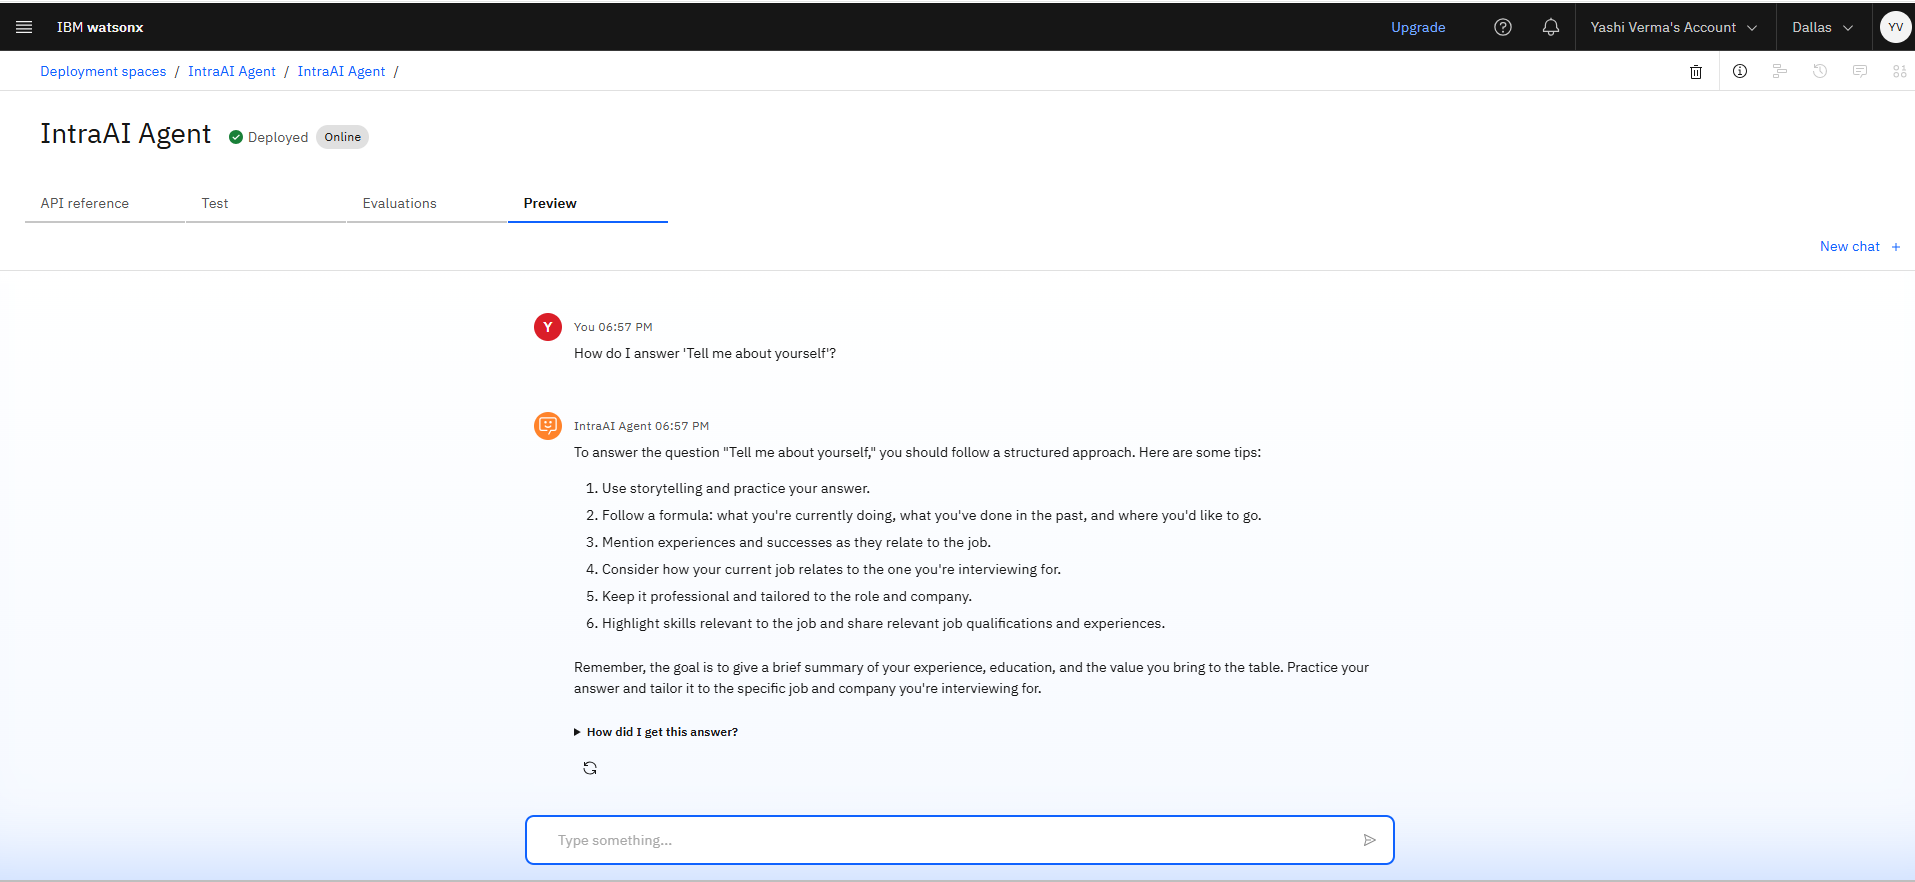 IBM watsonx
Upgrade
Yashi Verma's Account
Dallas
YV
Deployment spaces / IntraAI Agent / IntraAI Agent /
IntraAI Agent
Deployed
Online
API reference
Test
Evaluations
Preview
New chat +
Y
You 06:57 PM
How do I answer 'Tell me about yourself'?
IntraAI Agent 06:57 PM
To answer the question "Tell me about yourself," you should follow a structured approach. Here are some tips:
1. Use storytelling and practice your answer.
2. Follow a formula: what you're currently doing, what you've done in the past, and where you'd like to go.
3. Mention experiences and successes as they relate to the job.
4. Consider how your current job relates to the one you're interviewing for.
5. Keep it professional and tailored to the role and company.
6. Highlight skills relevant to the job and share relevant job qualifications and experiences.
Remember, the goal is to give a brief summary of your experience, education, and the value you bring to the table. Practice your
answer and tailor it to the specific job and company you're interviewing for.
How did I get this answer?
Type something...